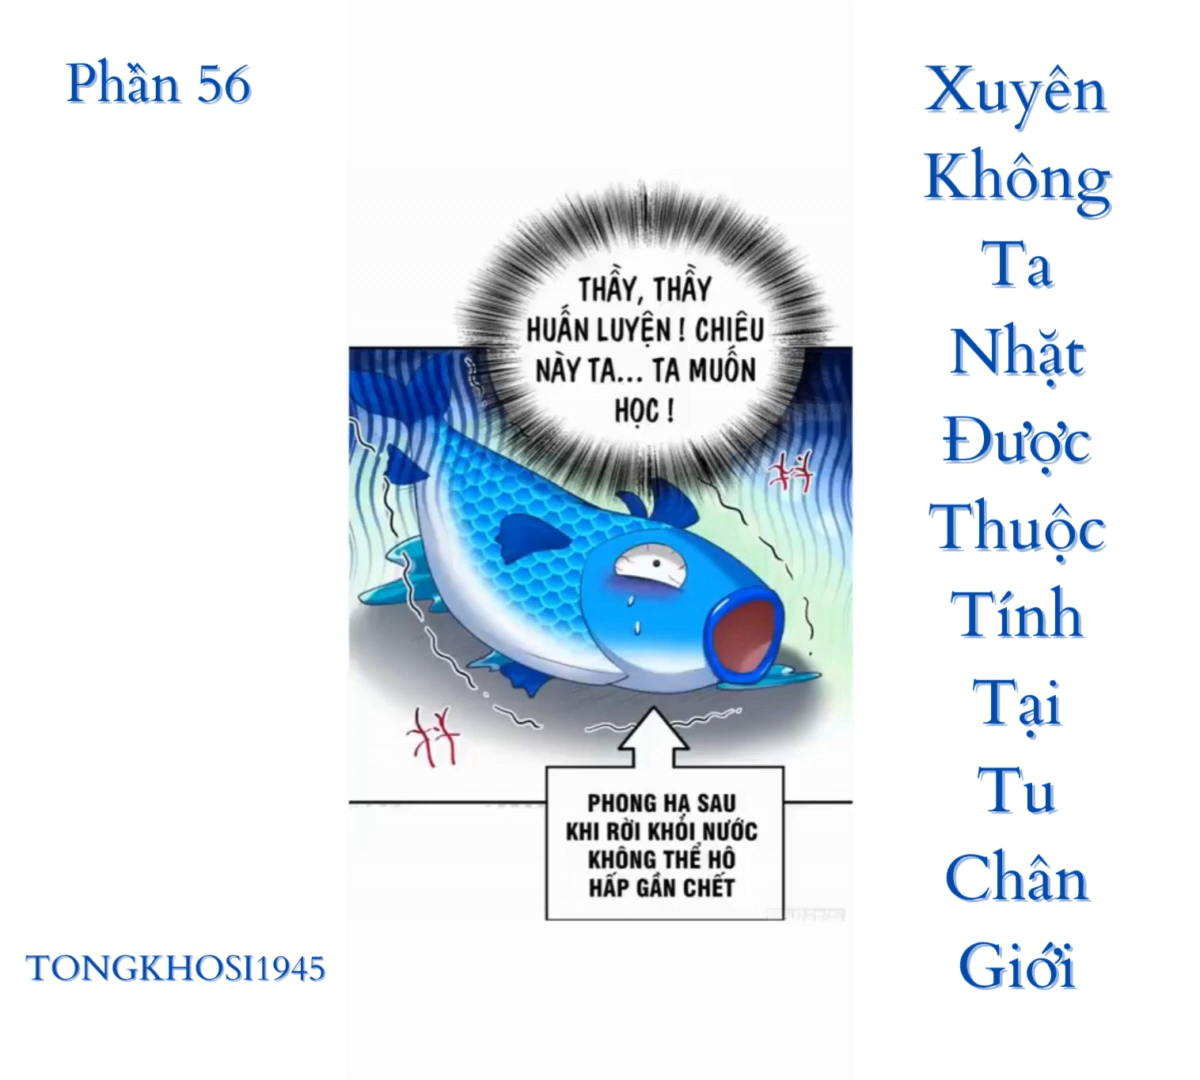 Phần 56
THẦY, THẦY
HUẤN LUYỆN ! CHIÊU
NÀY TA... TA MUỐN
HỌC !
PHONG HẠ SAU
KHI RỜI KHỎI NƯỚC
KHÔNG THỂ HÔ
HẤP GẦN CHẾT
TONGKHOSI1945
Xuyên
Không
Ta
Nhặt
Được
Thuộc
Tính
Tại
Tu
Chân
Giới